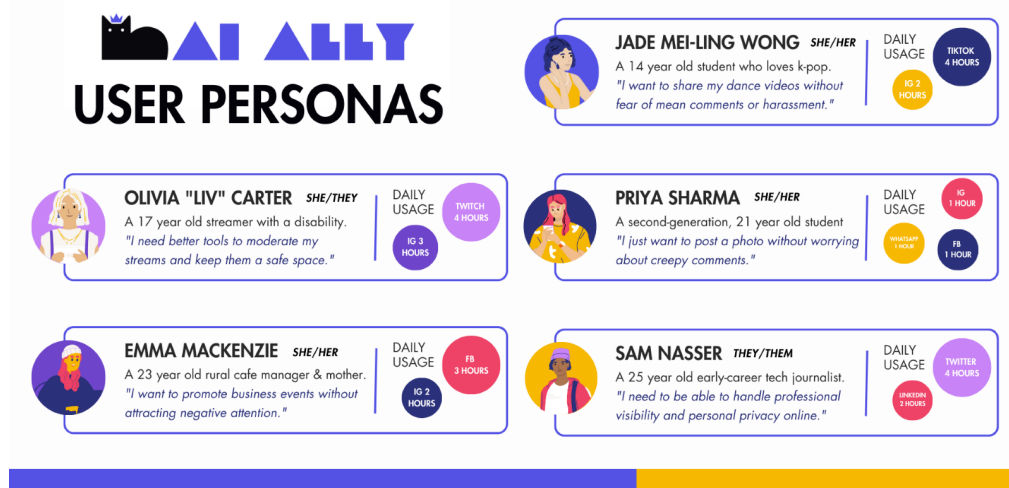 AI ALLY
USER PERSONAS
JADE MEI-LING WONG SHE/HER
A 14 year old student who loves k-pop.
"I want to share my dance videos without
fear of mean comments or harassment."
DAILY
USAGE
TIKTOK
4 HOURS
IG 2
HOURS
OLIVIA "LIV" CARTER SHE/THEY
A 17 year old streamer with a disability.
"I need better tools to moderate my
streams and keep them a safe space."
DAILY
USAGE
TWITCH
4 HOURS
IG 3
HOURS
PRIYA SHARMA SHE/HER
A second-generation, 21 year old student
"I just want to post a photo without worrying
about creepy comments."
DAILY
USAGE
IG
1 HOUR
WHATSAPP
1 HOUR
FB
1 HOUR
EMMA MACKENZIE SHE/HER
A 23 year old rural cafe manger & mother.
"I want to promote business events without
attracting negative attention."
DAILY
USAGE
FB
3 HOURS
IG 2
HOURS
SAM NASSER THEY/THEM
A 25 year old early-career tech journalist.
"I need to be able to handle professional
visibility and personal privacy online."
DAILY
USAGE
TWITTER
4 HOURS
LINKEDIN
2 HOURS